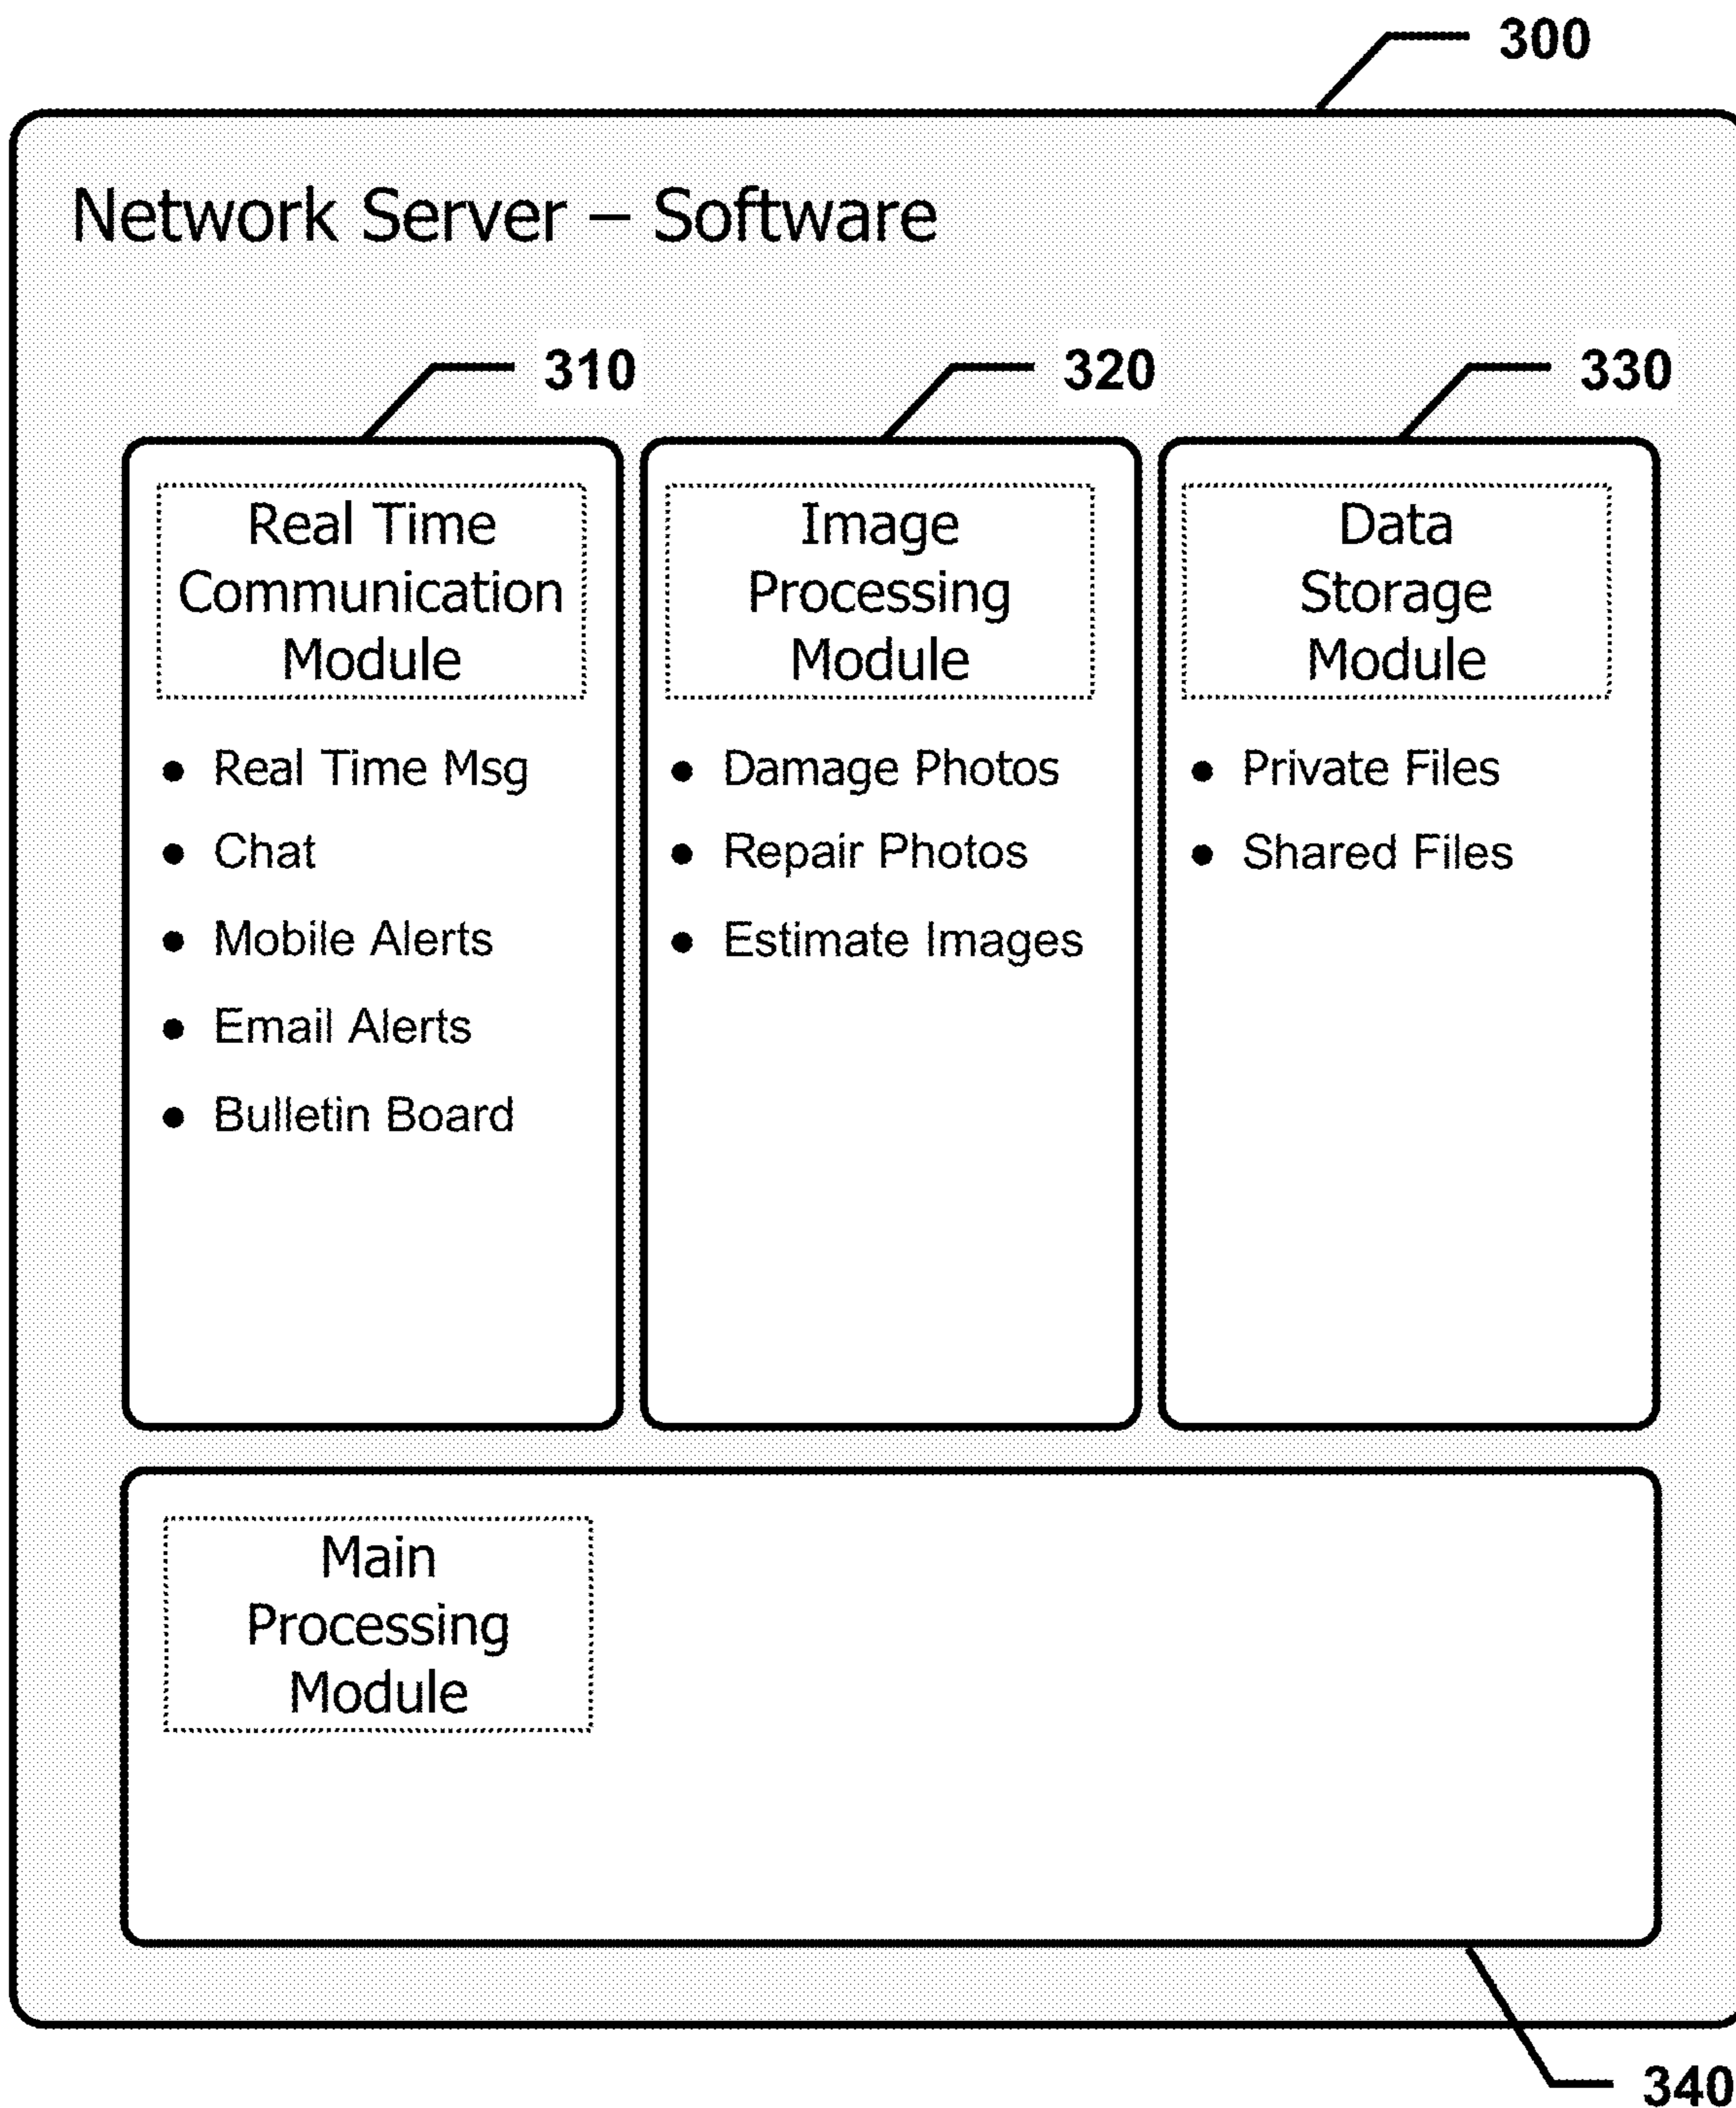 300
Network Server – Software
310
320
330
Real Time
Communication
Module
• Real Time Msg
• Chat
• Mobile Alerts
• Email Alerts
• Bulletin Board
Image
Processing
Module
• Damage Photos
• Repair Photos
• Estimate Images
Data
Storage
Module
• Private Files
• Shared Files
Main
Processing
Module
340